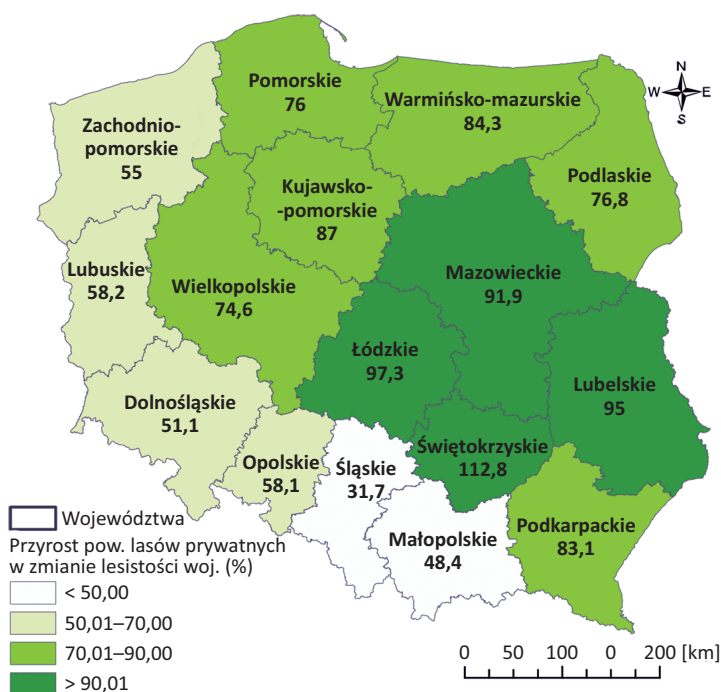 Pomorskie
76
Warmińsko-mazurskie
84,3
N
W E
S
Zachodnio-
pomorskie
55
Kujawsko-
-pomorskie
87
Podlaskie
76,8
Lubuskie
58,2
Wielkopolskie
74,6
Mazowieckie
91,9
Łódzkie
97,3
Lubelskie
95
Dolnośląskie
51,1
Opolskie
58,1
Śląskie
31,7
Świętokrzyskie
112,8
Małopolskie
48,4
Podkarpackie
83,1
Województwa
Przyrost pow. lasów prywatnych
w zmianie lesistości woj. (%)
< 50,00
50,01–70,00
70,01–90,00
> 90,01
0 50 100 0 200 [km]